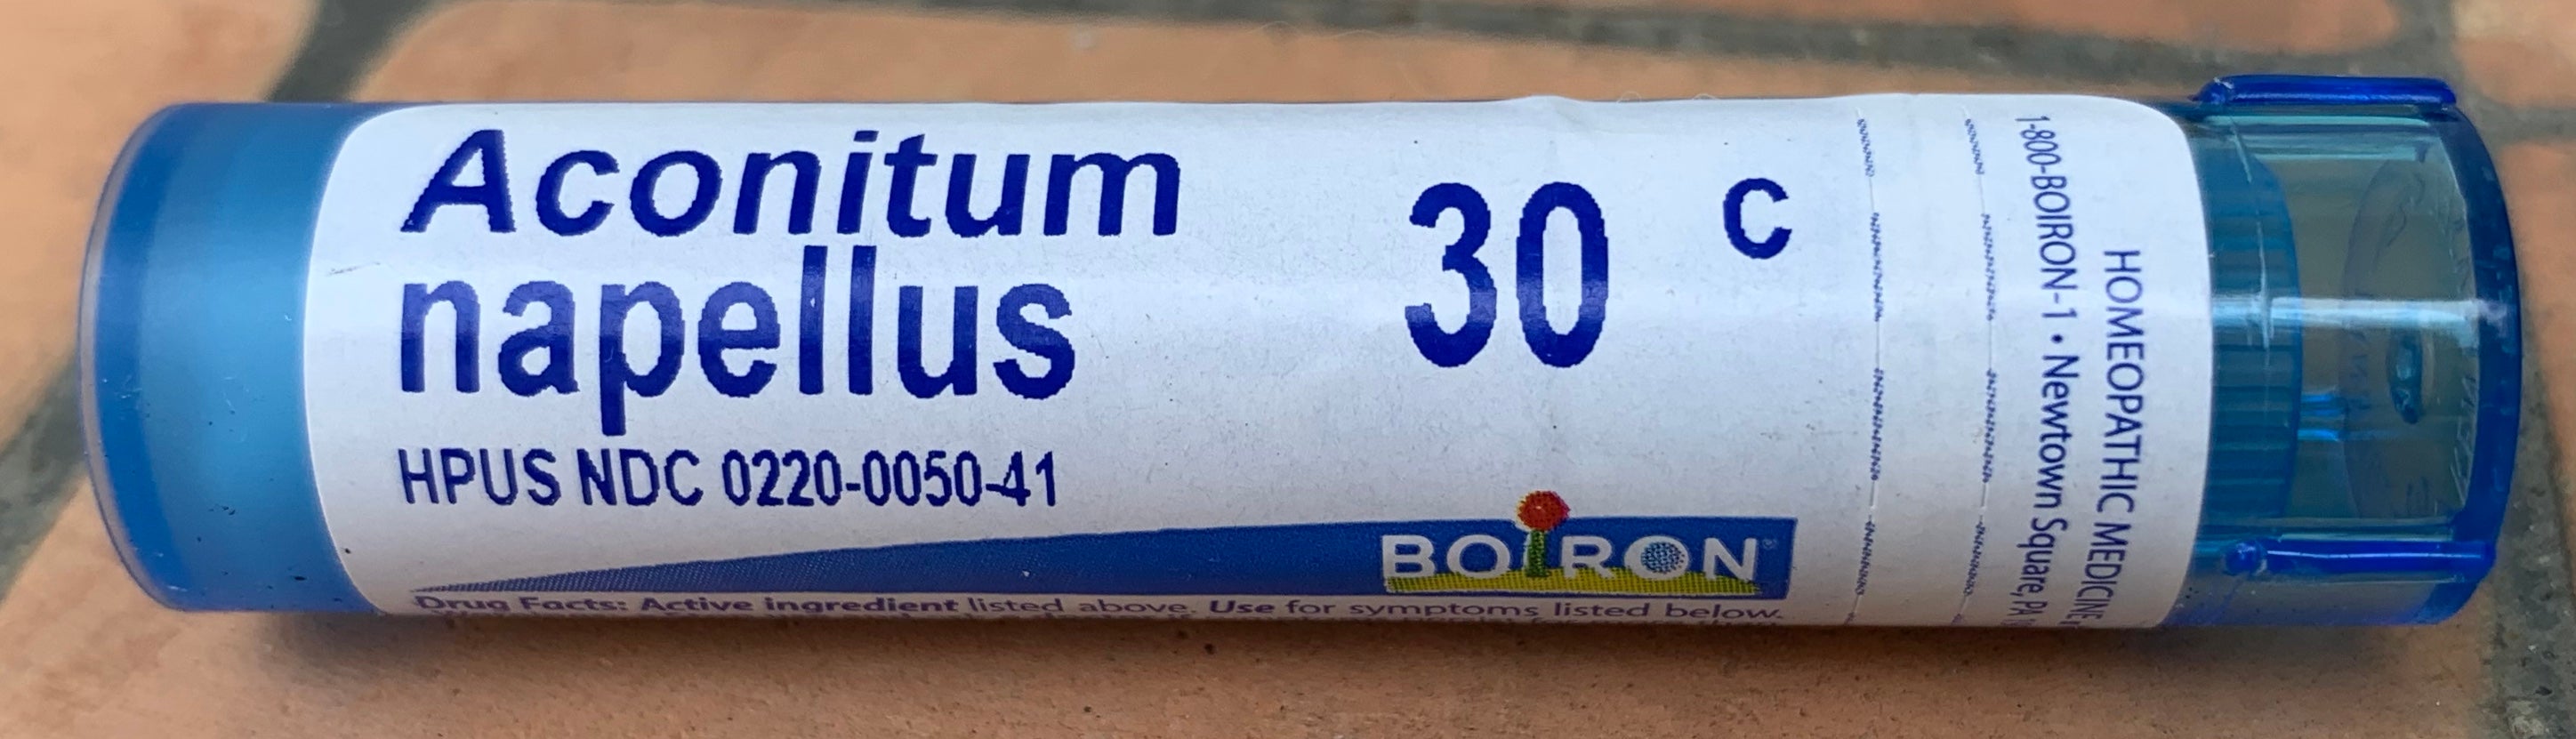 Aconitum
napellus
30 C
HPUS NDC 0220-0050-41
BOIRON
Drug Facts: Active ingredient listed above. Use for symptoms listed below.
HOMEOPATHIC MEDICINE
1-800-BOIRON-1 • Newtown Square, PA